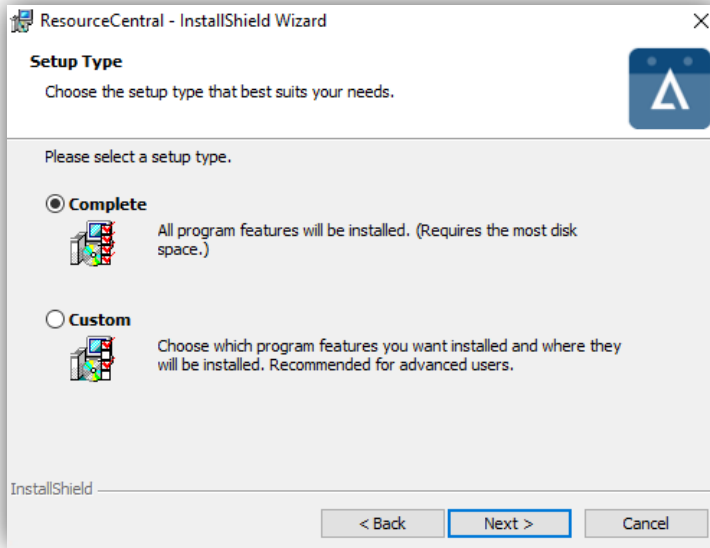 ResourceCentral - InstallShield Wizard
Setup Type
Choose the setup type that best suits your needs.
Please select a setup type.
Complete
All program features will be installed. (Requires the most disk
space.)
Custom
Choose which program features you want installed and where they
will be installed. Recommended for advanced users.
InstallShield
< Back
Next >
Cancel